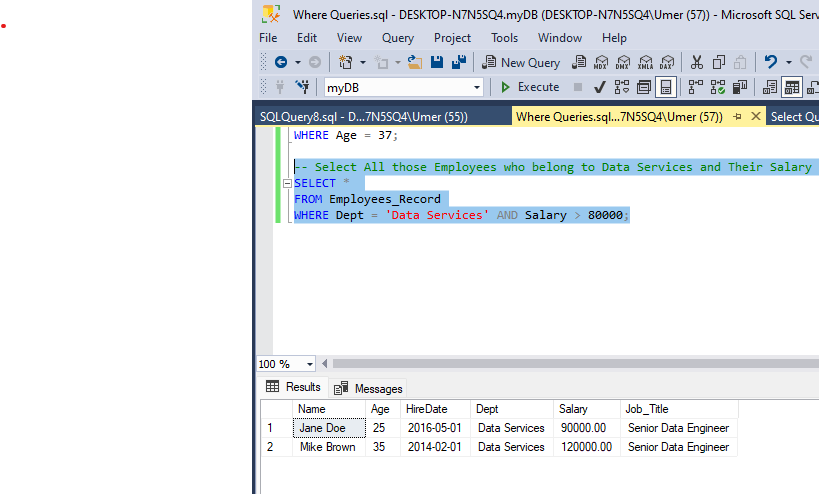 Where Queries.sql - DESKTOP-N7N5SQ4.myDB (DESKTOP-N7N5SQ4\Umer (57)) - Microsoft SQL Serv
File Edit View Query Project Tools Window Help
New Query MDX DMX XMLA DAX
myDB Execute
SQLQuery8.sql - D...7N5SQ4\Umer (55)) Where Queries.sql...7N5SQ4\Umer (57)) Select Qu
WHERE Age = 37;
-- Select All those Employees who belong to Data Services and Their Salary
SELECT *
FROM Employees_Record
WHERE Dept = 'Data Services' AND Salary > 80000;
100 %
Results Messages
Name Age HireDate Dept Salary Job_Title
1 Jane Doe 25 2016-05-01 Data Services 90000.00 Senior Data Engineer
2 Mike Brown 35 2014-02-01 Data Services 120000.00 Senior Data Engineer